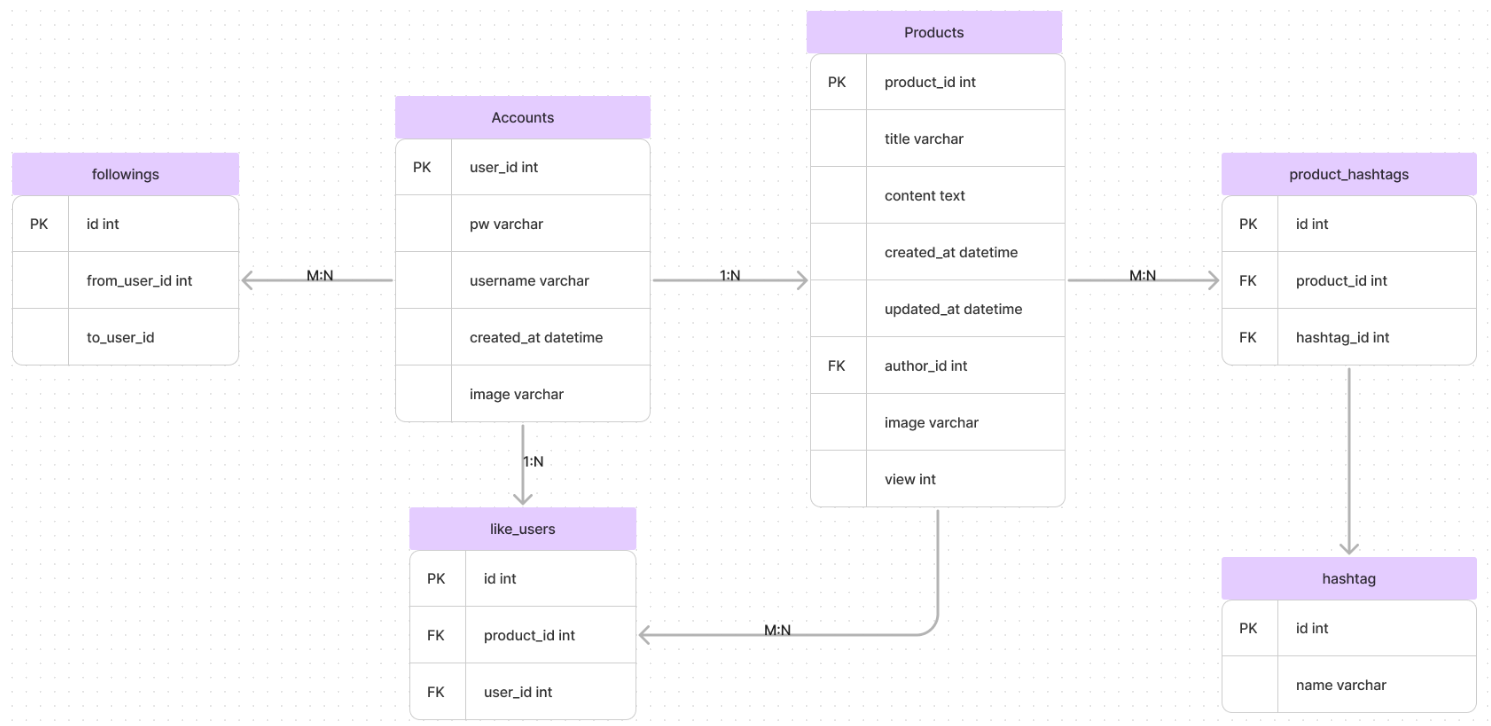 followings
PK id int
from_user_id int
to_user_id
M:N
Accounts
PK user_id int
pw varchar
username varchar
created_at datetime
image varchar
1:N
1:N
like_users
PK id int
FK product_id int
FK user_id int
Products
PK product_id int
title varchar
content text
created_at datetime
updated_at datetime
FK author_id int
image varchar
view int
M:N
M:N
product_hashtags
PK id int
FK product_id int
FK hashtag_id int
hashtag
PK id int
name varchar